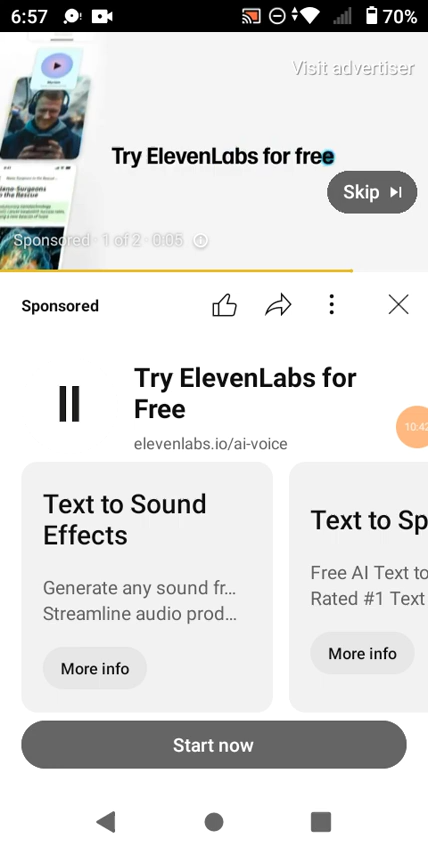 6:57
70%
Visit advertiser
Try ElevenLabs for free
Skip
Sponsored · 1 of 2 · 0:05
Sponsored
Try ElevenLabs for
Free
elevenlabs.io/ai-voice
10:42
Text to Sound
Effects
Generate any sound fr...
Streamline audio prod...
More info
Text to Sp
Free AI Text to
Rated #1 Text
More info
Start now